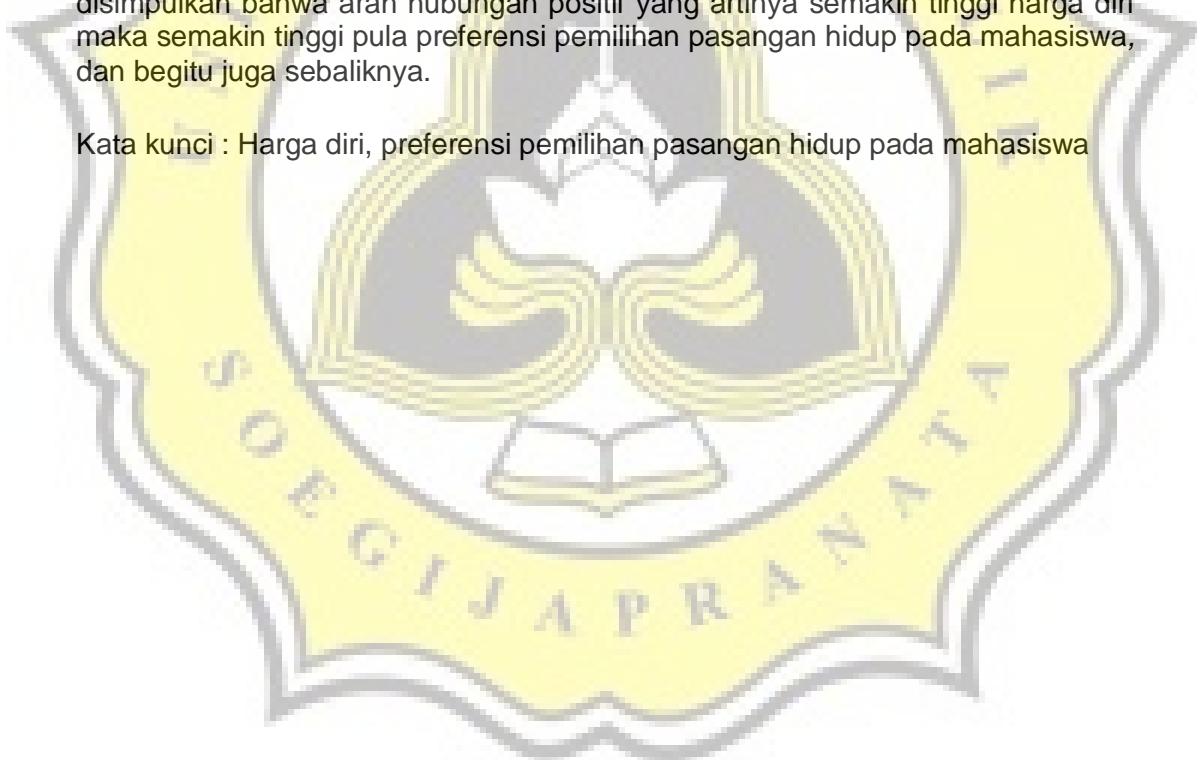 disimpulkan bahwa arah hubungan positif yang artinya semakin tinggi harga diri
maka semakin tinggi pula preferensi pemilihan pasangan hidup pada mahasiswa,
dan begitu juga sebaliknya.
Kata kunci : Harga diri, preferensi pemilihan pasangan hidup pada mahasiswa
SOEGIJAPRANATA